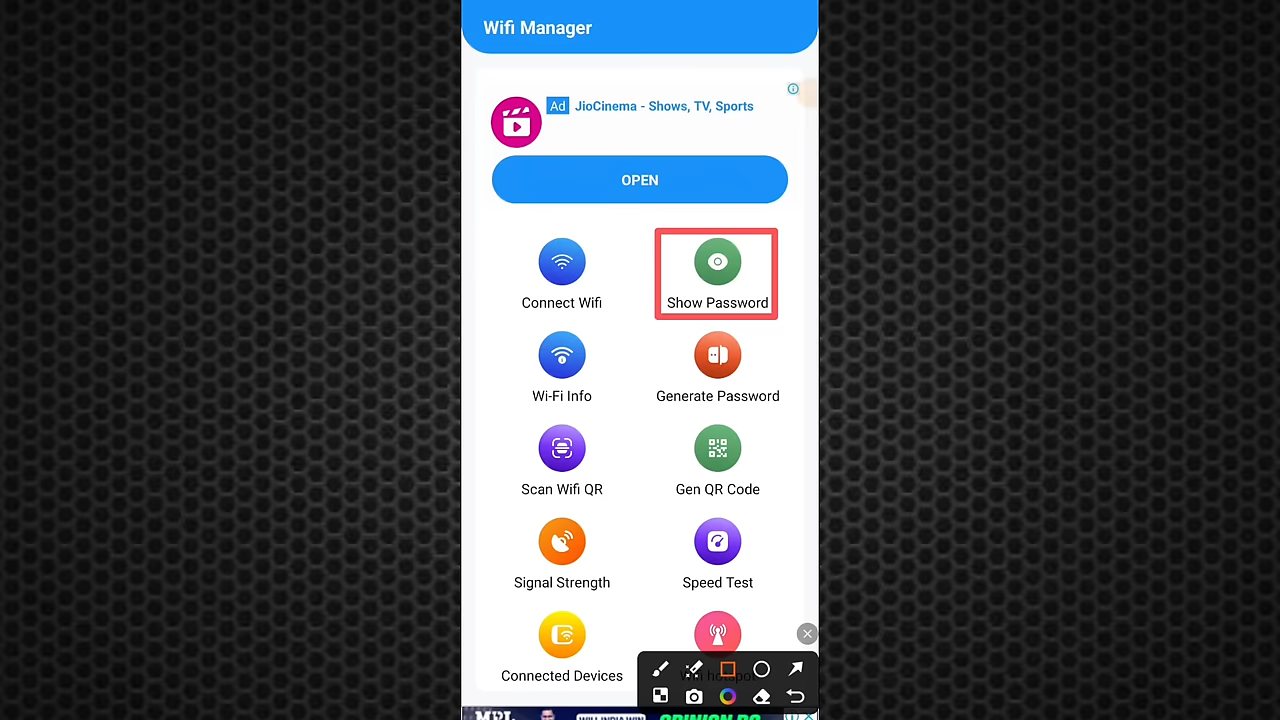 Wifi Manager
Ad JioCinema - Shows, TV, Sports
OPEN
Connect Wifi
Show Password
Wi-Fi Info
Generate Password
Scan Wifi QR
Gen QR Code
Signal Strength
Speed Test
Connected Devices